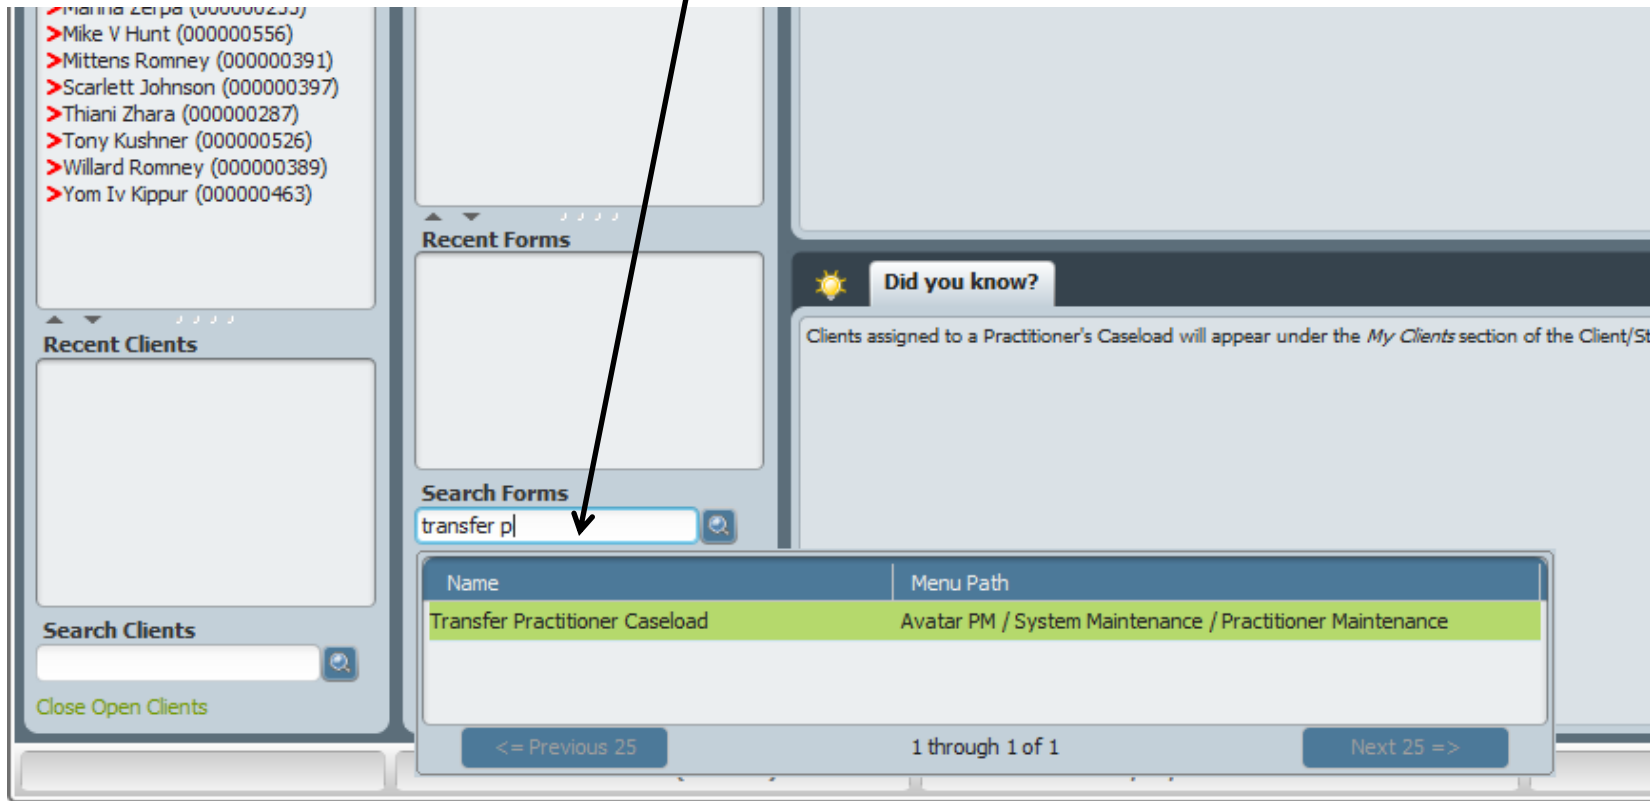 >Marina Zerpa (000000255)
>Mike V Hunt (000000556)
>Mittens Romney (000000391)
>Scarlett Johnson (000000397)
>Thiani Zhara (000000287)
>Tony Kushner (000000526)
>Willard Romney (000000389)
>Yom Iv Kippur (000000463)
Recent Clients
Search Clients
Close Open Clients
Recent Forms
Search Forms
transfer p
Name Menu Path
Transfer Practitioner Caseload Avatar PM / System Maintenance / Practitioner Maintenance
<= Previous 25 1 through 1 of 1 Next 25 =>
Did you know?
Clients assigned to a Practitioner's Caseload will appear under the My Clients section of the Client/St